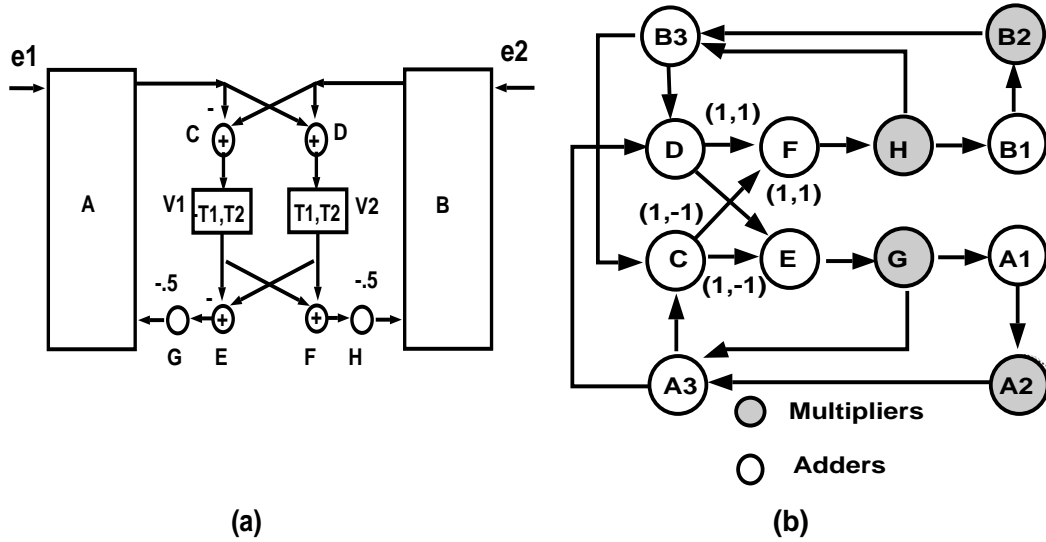 e1
e2
-
C
+
+
D
A
V1
-T1,T2
T1,T2
V2
B
-.5
-
-.5
+
+
G
E
F
H
(a)
B3
B2
(1,1)
D
F
H
B1
(1,1)
(1,-1)
C
E
G
A1
(1,-1)
A3
A2
Multipliers
Adders
(b)